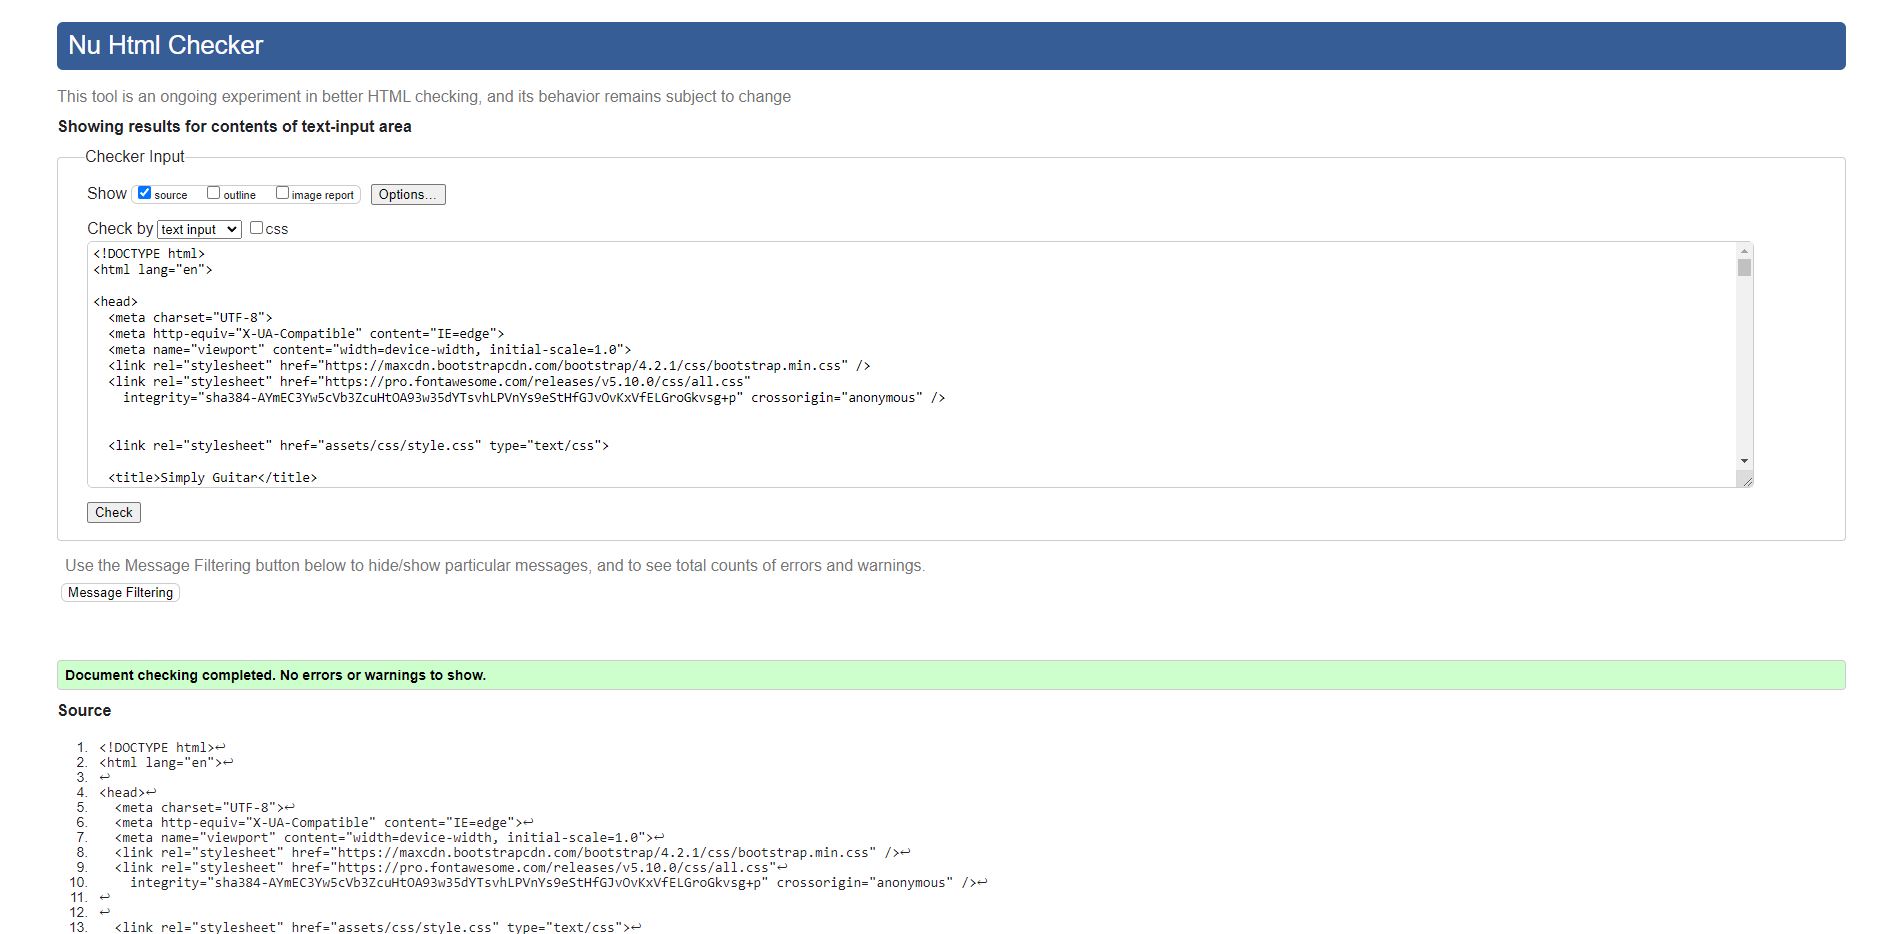 Nu Html Checker
This tool is an ongoing experiment in better HTML checking, and its behavior remains subject to change
Showing results for contents of text-input area
Checker Input
Show source outline image report Options...
Check by text input css
<!DOCTYPE html>
<html lang="en">
<head>
<meta charset="UTF-8">
<meta http-equiv="X-UA-Compatible" content="IE=edge">
<meta name="viewport" content="width=device-width, initial-scale=1.0">
<link rel="stylesheet" href="https://maxcdn.bootstrapcdn.com/bootstrap/4.2.1/css/bootstrap.min.css" />
<link rel="stylesheet" href="https://pro.fontawesome.com/releases/v5.10.0/css/all.css"
integrity="sha384-AYmEC3Yw5cVb3ZcuHtOA93w35dYTsvhLPVnYs9eStHfGJvOvKxVfELGroGkvsg+p" crossorigin="anonymous" />
<link rel="stylesheet" href="assets/css/style.css" type="text/css">
<title>Simply Guitar</title>
Check
Use the Message Filtering button below to hide/show particular messages, and to see total counts of errors and warnings.
Message Filtering
Document checking completed. No errors or warnings to show.
Source
1. <!DOCTYPE html>↩
2. <html lang="en">↩
3. ↩
4. <head>↩
5. <meta charset="UTF-8">↩
6. <meta http-equiv="X-UA-Compatible" content="IE=edge">↩
7. <meta name="viewport" content="width=device-width, initial-scale=1.0">↩
8. <link rel="stylesheet" href="https://maxcdn.bootstrapcdn.com/bootstrap/4.2.1/css/bootstrap.min.css" />↩
9. <link rel="stylesheet" href="https://pro.fontawesome.com/releases/v5.10.0/css/all.css"↩
10. integrity="sha384-AYmEC3Yw5cVb3ZcuHtOA93w35dYTsvhLPVnYs9eStHfGJvOvKxVfELGroGkvsg+p" crossorigin="anonymous" />↩
11. ↩
12. ↩
13. <link rel="stylesheet" href="assets/css/style.css" type="text/css">↩